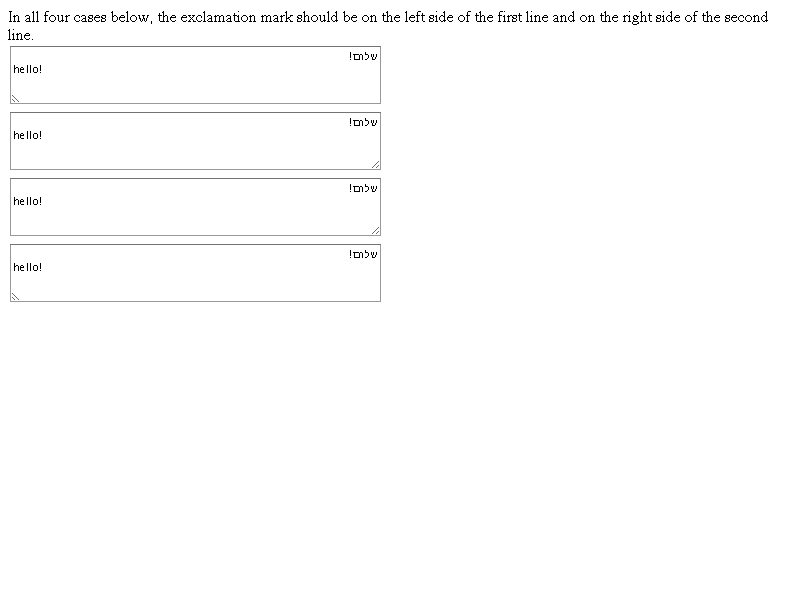 In all four cases below, the exclamation mark should be on the left side of the first line and on the right side of the second
line.
שלום!
hello!
שלום!
hello!
שלום!
hello!
שלום!
hello!